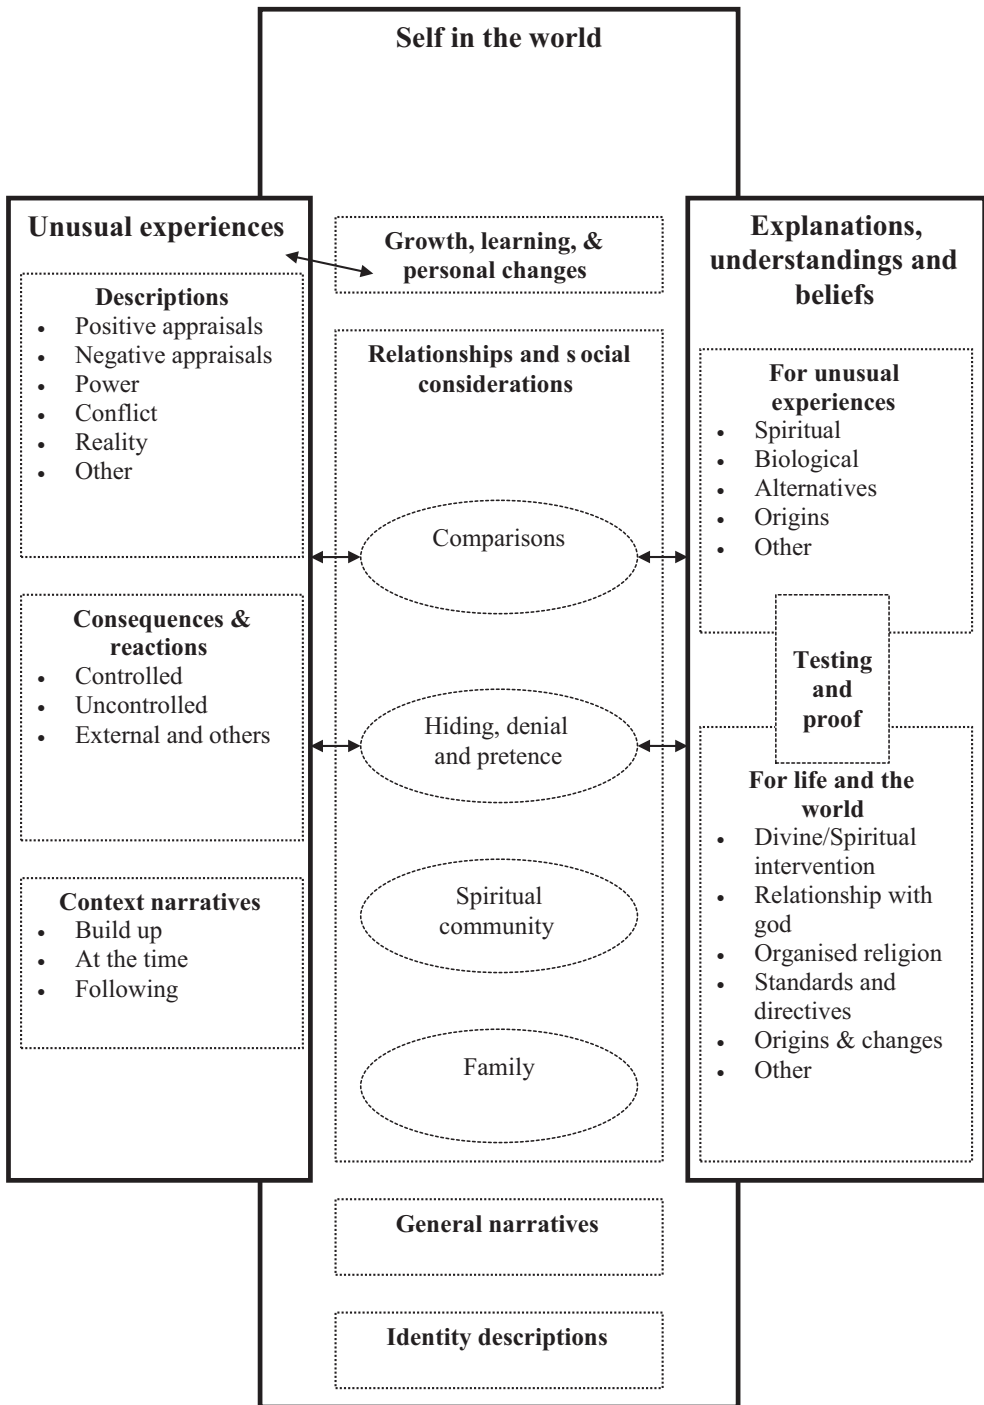 Self in the world
Unusual experiences
Descriptions
• Positive appraisals
• Negative appraisals
• Power
• Conflict
• Reality
• Other
Consequences &
reactions
• Controlled
• Uncontrolled
• External and others
Context narratives
• Build up
• At the time
• Following
Growth, learning, &
personal changes
Relationships and s ocial
considerations
Comparisons
Hiding, denial
and pretence
Spiritual
community
Family
General narratives
Identity descriptions
Explanations,
understandings and
beliefs
For unusual
experiences
• Spiritual
• Biological
• Alternatives
• Origins
• Other
Testing
and
proof
For life and the
world
• Divine/Spiritual
intervention
• Relationship with
god
• Organised religion
• Standards and
directives
• Origins & changes
• Other